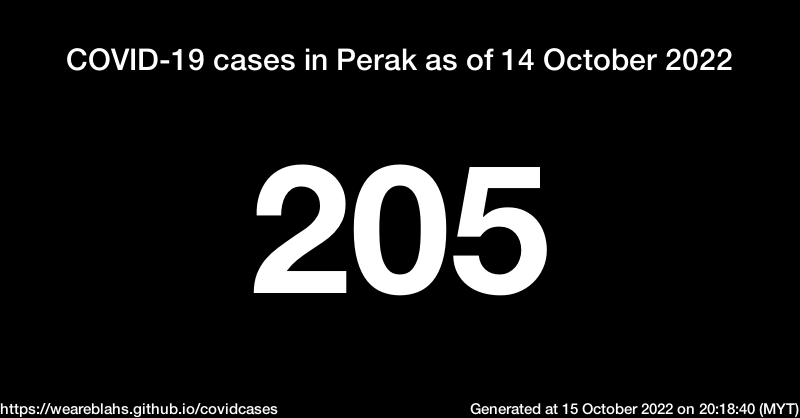 COVID-19 cases in Perak as of 14 October 2022
205
https://weareblahs.github.io/covidcases
Generated at 15 October 2022 on 20:18:40 (MYT)